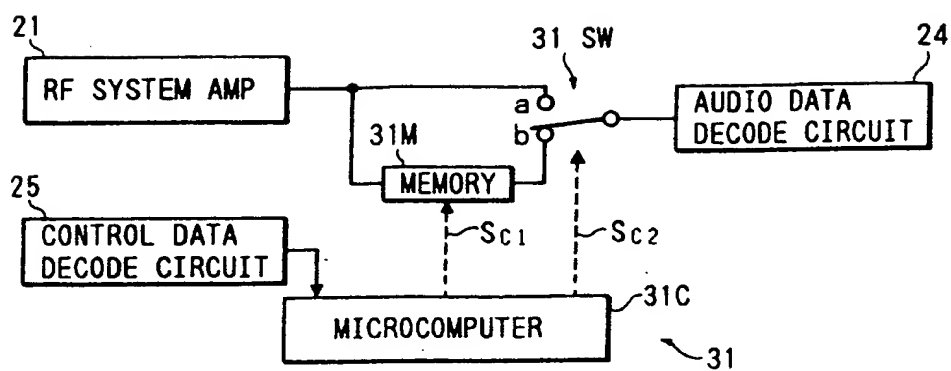 21
RF SYSTEM AMP
31 SW
24
a
b
AUDIO DATA
DECODE CIRCUIT
31M
MEMORY
25
CONTROL DATA
DECODE CIRCUIT
SC1
SC2
31C
MICROCOMPUTER
31